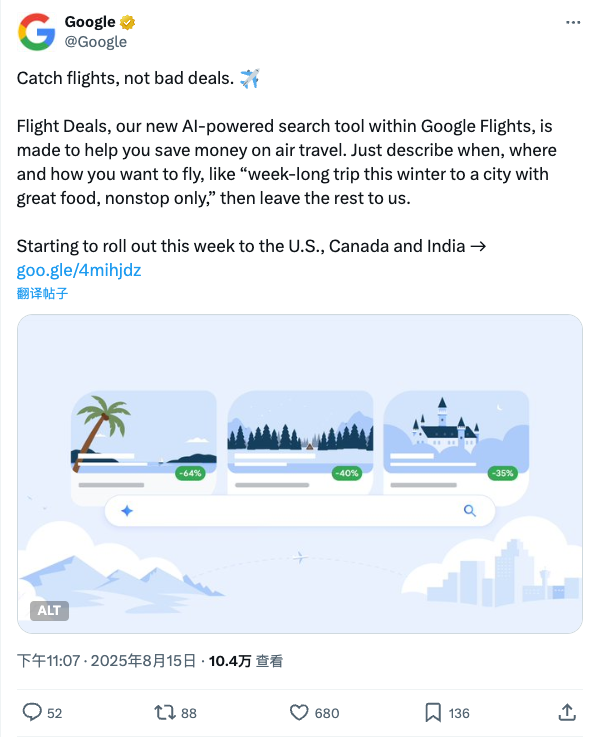 Google
@Google
Catch flights, not bad deals. ✈️
Flight Deals, our new AI-powered search tool within Google Flights, is
made to help you save money on air travel. Just describe when, where
and how you want to fly, like “week-long trip this winter to a city with
great food, nonstop only,” then leave the rest to us.
Starting to roll out this week to the U.S., Canada and India →
goo.gle/4mihjdz
翻译帖子
-64%
-40%
-35%
ALT
下午11:07 · 2025年8月15日 · 10.4万 查看
52 88 680 136